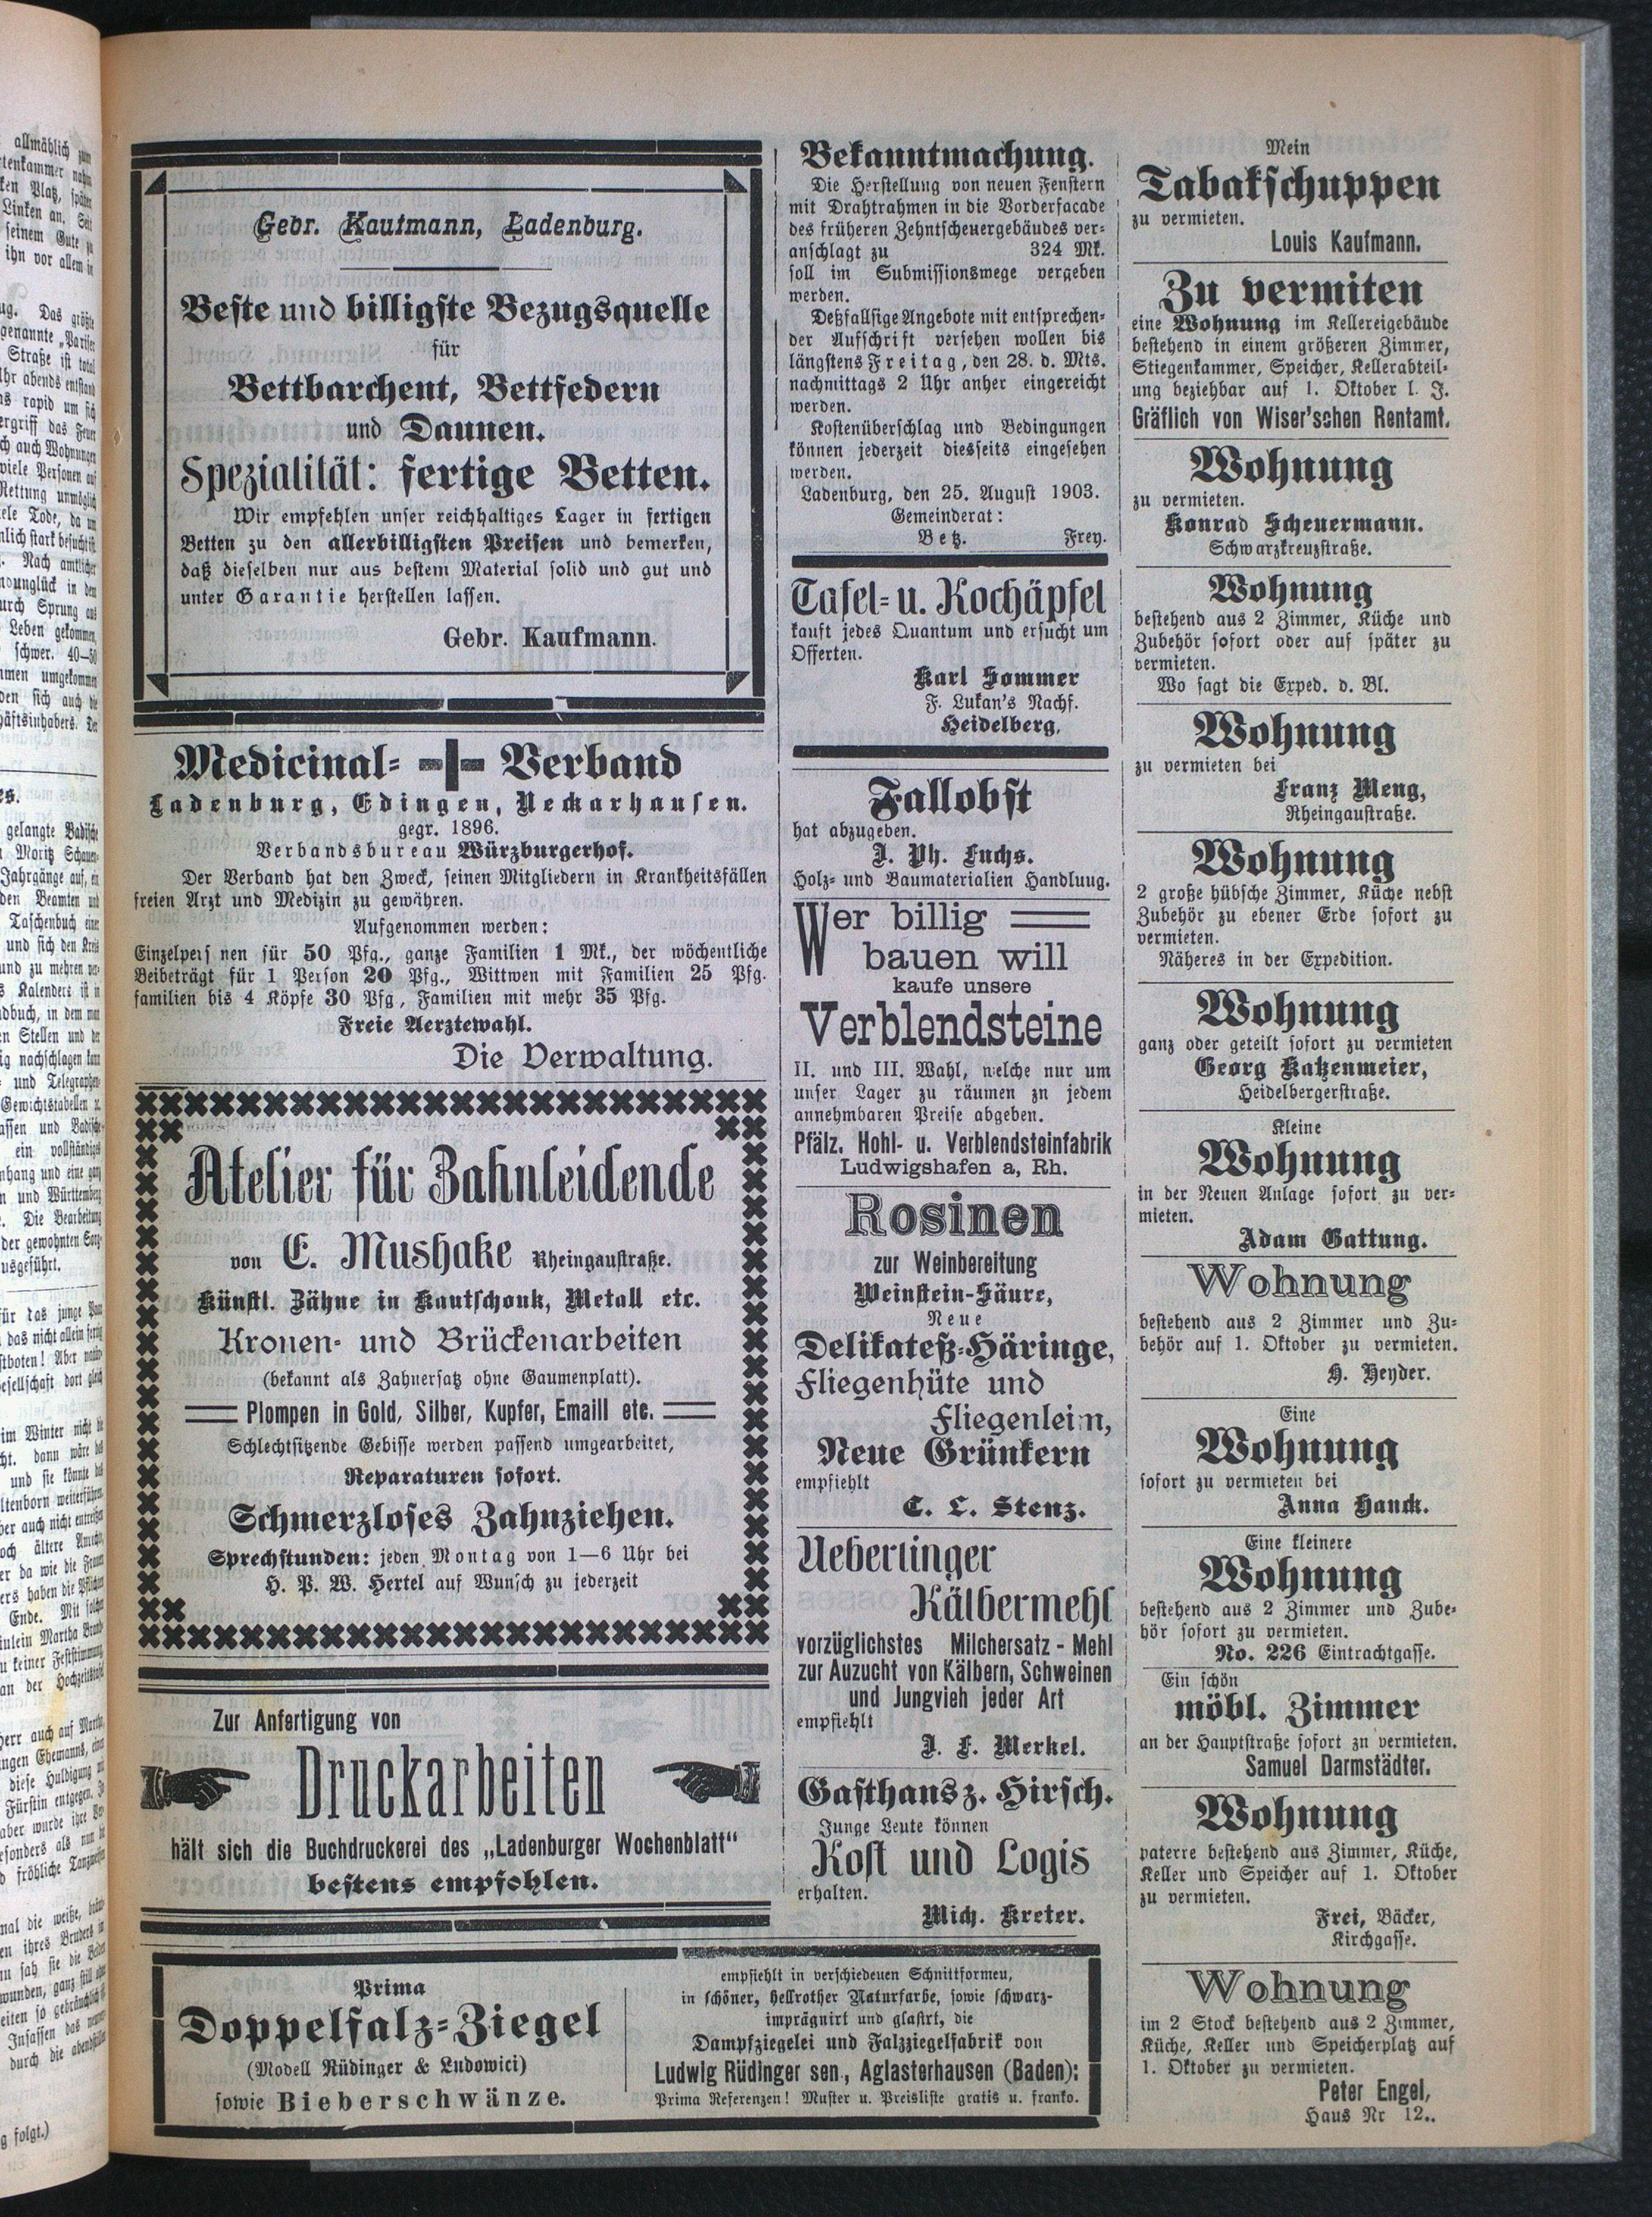 Gebr. Kaufmann, Ladenburg.
Beste und billigste Bezugsquelle
für
Bettbarchent, Bettfedern
und Daunen.
Spezialität: fertige Betten.
Wir empfehlen unser reichhaltiges Lager in fertigen
Betten zu den allerbilligsten Preisen und bemerken,
daß dieselben nur aus bestem Material solid und gut und
unter Garantie herstellen lassen.
Gebr. Kaufmann.
Medicinal- Verband
Ladenburg, Edingen, Neckarhausen.
gegr. 1896.
Verbandsbureau Würzburgerhof.
Der Verband hat den Zweck, seinen Mitgliedern in Krankheitsfällen
freien Arzt und Medizin zu gewähren.
Aufgenommen werden:
Einzelpers nen für 50 Pfg., ganze Familien 1 Mk., der wöchentliche
Beibeträgt für 1 Person 20 Pfg., Wittwen mit Familien 25 Pfg.
familien bis 4 Köpfe 30 Pfg, Familien mit mehr 35 Pfg.
Freie Aerztewahl.
Die Verwaltung.
Atelier für Zahnleidende
von E. Mushake Rheingaustraße.
Künstl. Zähne in Kautschouk, Metall etc.
Kronen- und Brückenarbeiten
(bekannt als Zahnersatz ohne Gaumenplatt).
Plompen in Gold, Silber, Kupfer, Emaill etc.
Schlechtsitzende Gebisse werden passend umgearbeitet,
Reparaturen sofort.
Schmerzloses Zahnziehen.
Sprechstunden: jeden Montag von 1—6 Uhr bei
H. P. W. Hertel auf Wunsch zu jederzeit
Zur Anfertigung von
Druckarbeiten
hält sich die Buchdruckerei des „Ladenburger Wochenblatt“
bestens empfohlen.
Prima
Doppelfalz-Ziegel
(Modell Rüdinger & Ludowici)
sowie Bieberschwänze.
empfiehlt in verschiedenen Schnittformen,
in schöner, hellrother Naturfarbe, sowie schwarz-
imprägnirt und glasirt, die
Dampfziegelei und Falzziegelfabrik von
Ludwig Rüdinger sen., Aglasterhausen (Baden):
Prima Referenzen! Muster u. Preisliste gratis u. franko.
Bekanntmachung.
Die Herstellung von neuen Fenstern
mit Drahtrahmen in die Vorderfacade
des früheren Zehntscheuergebäudes ver-
anschlagt zu 324 Mk.
soll im Submissionswege vergeben
werden.
Deßfallsige Angebote mit entsprechen-
der Aufschrift versehen wollen bis
längstens Freitag, den 28. d. Mts.
nachmittags 2 Uhr anher eingereicht
werden.
Kostenüberschlag und Bedingungen
können jederzeit diesseits eingesehen
werden.
Ladenburg, den 25. August 1903.
Gemeinderat:
Betz. Frey.
Tafel- u. Kochäpfel
kauft jedes Quantum und ersucht um
Offerten.
Karl Sommer
F. Lukan's Nachf.
Heidelberg.
Fallobst
hat abzugeben.
J. Ph. Fuchs.
Holz- und Baumaterialien Handluug.
Wer billig
bauen will
kaufe unsere
Verblendsteine
II. und III. Wahl, welche nur um
unser Lager zu räumen zu jedem
annehmbaren Preise abgeben.
Pfälz. Hohl- u. Verblendsteinfabrik
Ludwigshafen a, Rh.
Rosinen
zur Weinbereitung
Weinstein-Säure,
Neue
Delikateß-Häringe,
Fliegenhüte und
Fliegenleim,
Neue Grünkern
empfiehlt
C. L. Stenz.
Ueberlinger
Kälbermehl
vorzüglichstes Milchersatz - Mehl
zur Auzucht von Kälbern, Schweinen
und Jungvieh jeder Art
empfiehlt
J. F. Merkel.
Gasthaus z. Hirsch.
Junge Leute können
Kost und Logis
erhalten.
Mich. Kreter.
Mein
Tabakschuppen
zu vermieten.
Louis Kaufmann.
Zu vermiten
eine Wohnung im Kellereigebäude
bestehend in einem größeren Zimmer,
Stiegenkammer, Speicher, Kellerabteil-
ung beziehbar auf 1. Oktober l. J.
Gräflich von Wiser'schen Rentamt.
Wohnung
zu vermieten.
Konrad Scheuermann.
Schwarzkreuzstraße.
Wohnung
bestehend aus 2 Zimmer, Küche und
Zubehör sofort oder auf später zu
vermieten.
Wo sagt die Exped. d. Bl.
Wohnung
zu vermieten bei
Franz Meng,
Rheingaustraße.
Wohnung
2 große hübsche Zimmer, Küche nebst
Zubehör zu ebener Erde sofort zu
vermieten.
Näheres in der Expedition.
Wohnung
ganz oder geteilt sofort zu vermieten
Georg Katzenmeier,
Heidelbergerstraße.
Kleine
Wohnung
in der Neuen Anlage sofort zu ver-
mieten.
Adam Gattung.
Wohnung
bestehend aus 2 Zimmer und Zu-
behör auf 1. Oktober zu vermieten.
H. Heyder.
Eine
Wohnung
sofort zu vermieten bei
Anna Hauck.
Eine kleinere
Wohnung
bestehend aus 2 Zimmer und Zube-
hör sofort zu vermieten.
No. 226 Eintrachtgasse.
Ein schön
möbl. Zimmer
an der Hauptstraße sofort zu vermieten.
Samuel Darmstädter.
Wohnung
paterre bestehend aus Zimmer, Küche,
Keller und Speicher auf 1. Oktober
zu vermieten.
Frei, Bäcker,
Kirchgasse.
Wohnung
im 2 Stock bestehend aus 2 Zimmer,
Küche, Keller und Speicherplatz auf
1. Oktober zu vermieten.
Peter Engel,
Haus Nr 12..